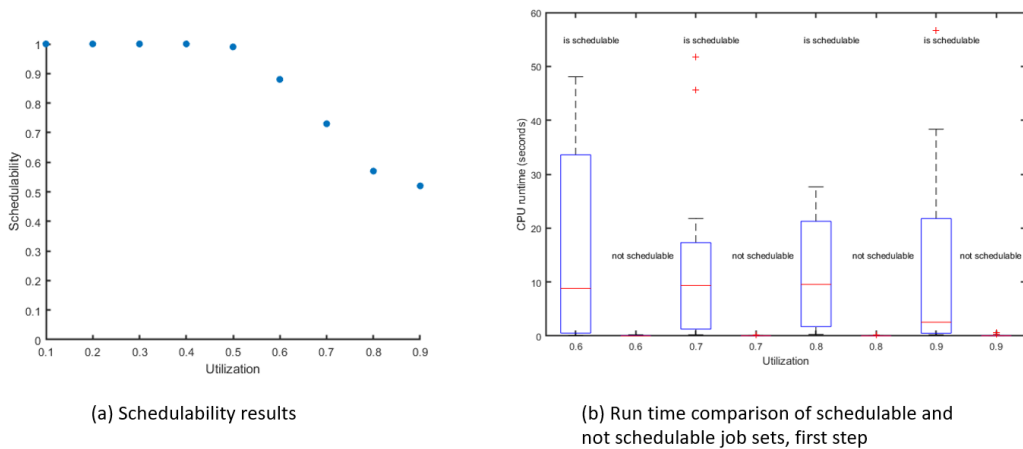 Schedulability
1
0.9
0.8
0.7
0.6
0.5
0.4
0.3
0.2
0.1
0
0.1 0.2 0.3 0.4 0.5 0.6 0.7 0.8 0.9
Utilization
(a) Schedulability results
CPU runtime (seconds)
60
50
40
30
20
10
0
is schedulable is schedulable is schedulable is schedulable
not schedulable not schedulable not schedulable not schedulable
0.6 0.6 0.7 0.7 0.8 0.8 0.9 0.9
Utilization
(b) Run time comparison of schedulable and
not schedulable job sets, first step